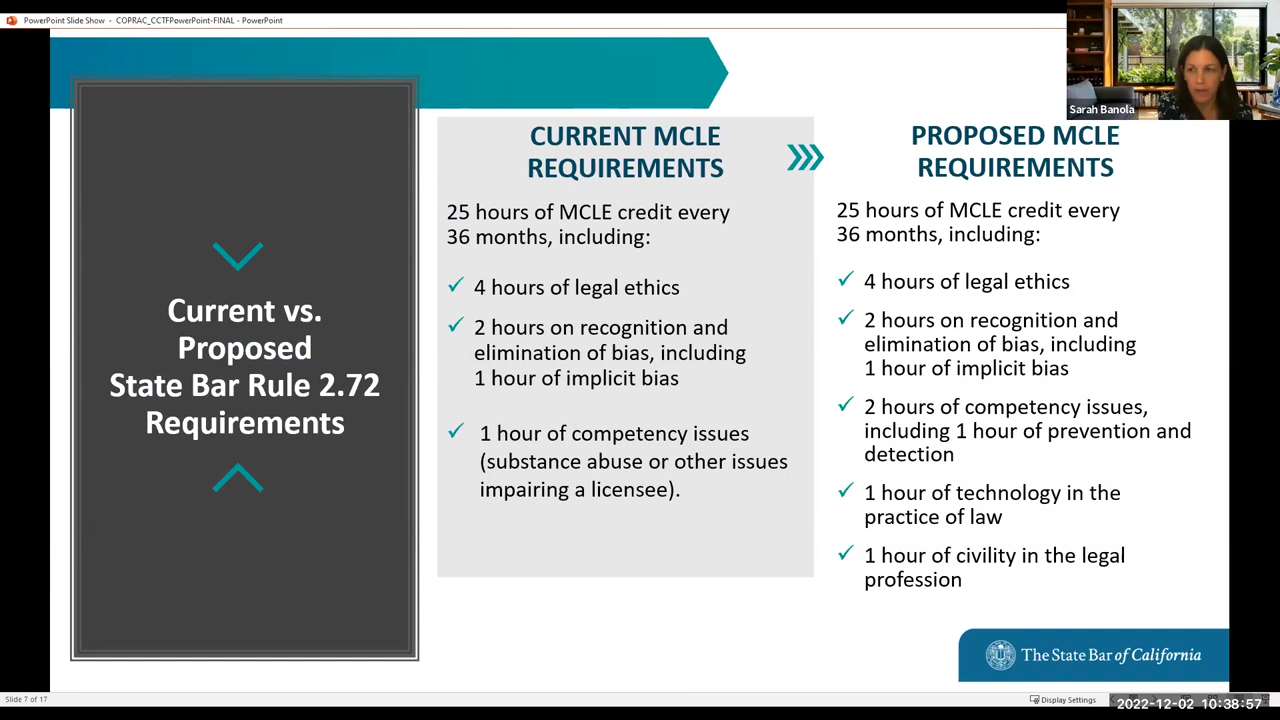 PowerPoint Slide Show - COPRAC_CCTFPowerPoint-FINAL - PowerPoint
Sarah Banola
Current vs.
Proposed
State Bar Rule 2.72
Requirements
CURRENT MCLE
REQUIREMENTS
25 hours of MCLE credit every
36 months, including:
✓ 4 hours of legal ethics
✓ 2 hours on recognition and
elimination of bias, including
1 hour of implicit bias
✓ 1 hour of competency issues
(substance abuse or other issues
impairing a licensee).
PROPOSED MCLE
REQUIREMENTS
25 hours of MCLE credit every
36 months, including:
✓ 4 hours of legal ethics
✓ 2 hours on recognition and
elimination of bias, including
1 hour of implicit bias
✓ 2 hours of competency issues,
including 1 hour of prevention and
detection
✓ 1 hour of technology in the
practice of law
✓ 1 hour of civility in the legal
profession
The State Bar of California
Slide 7 of 17
Display Settings
2022-12-02 10:38:57